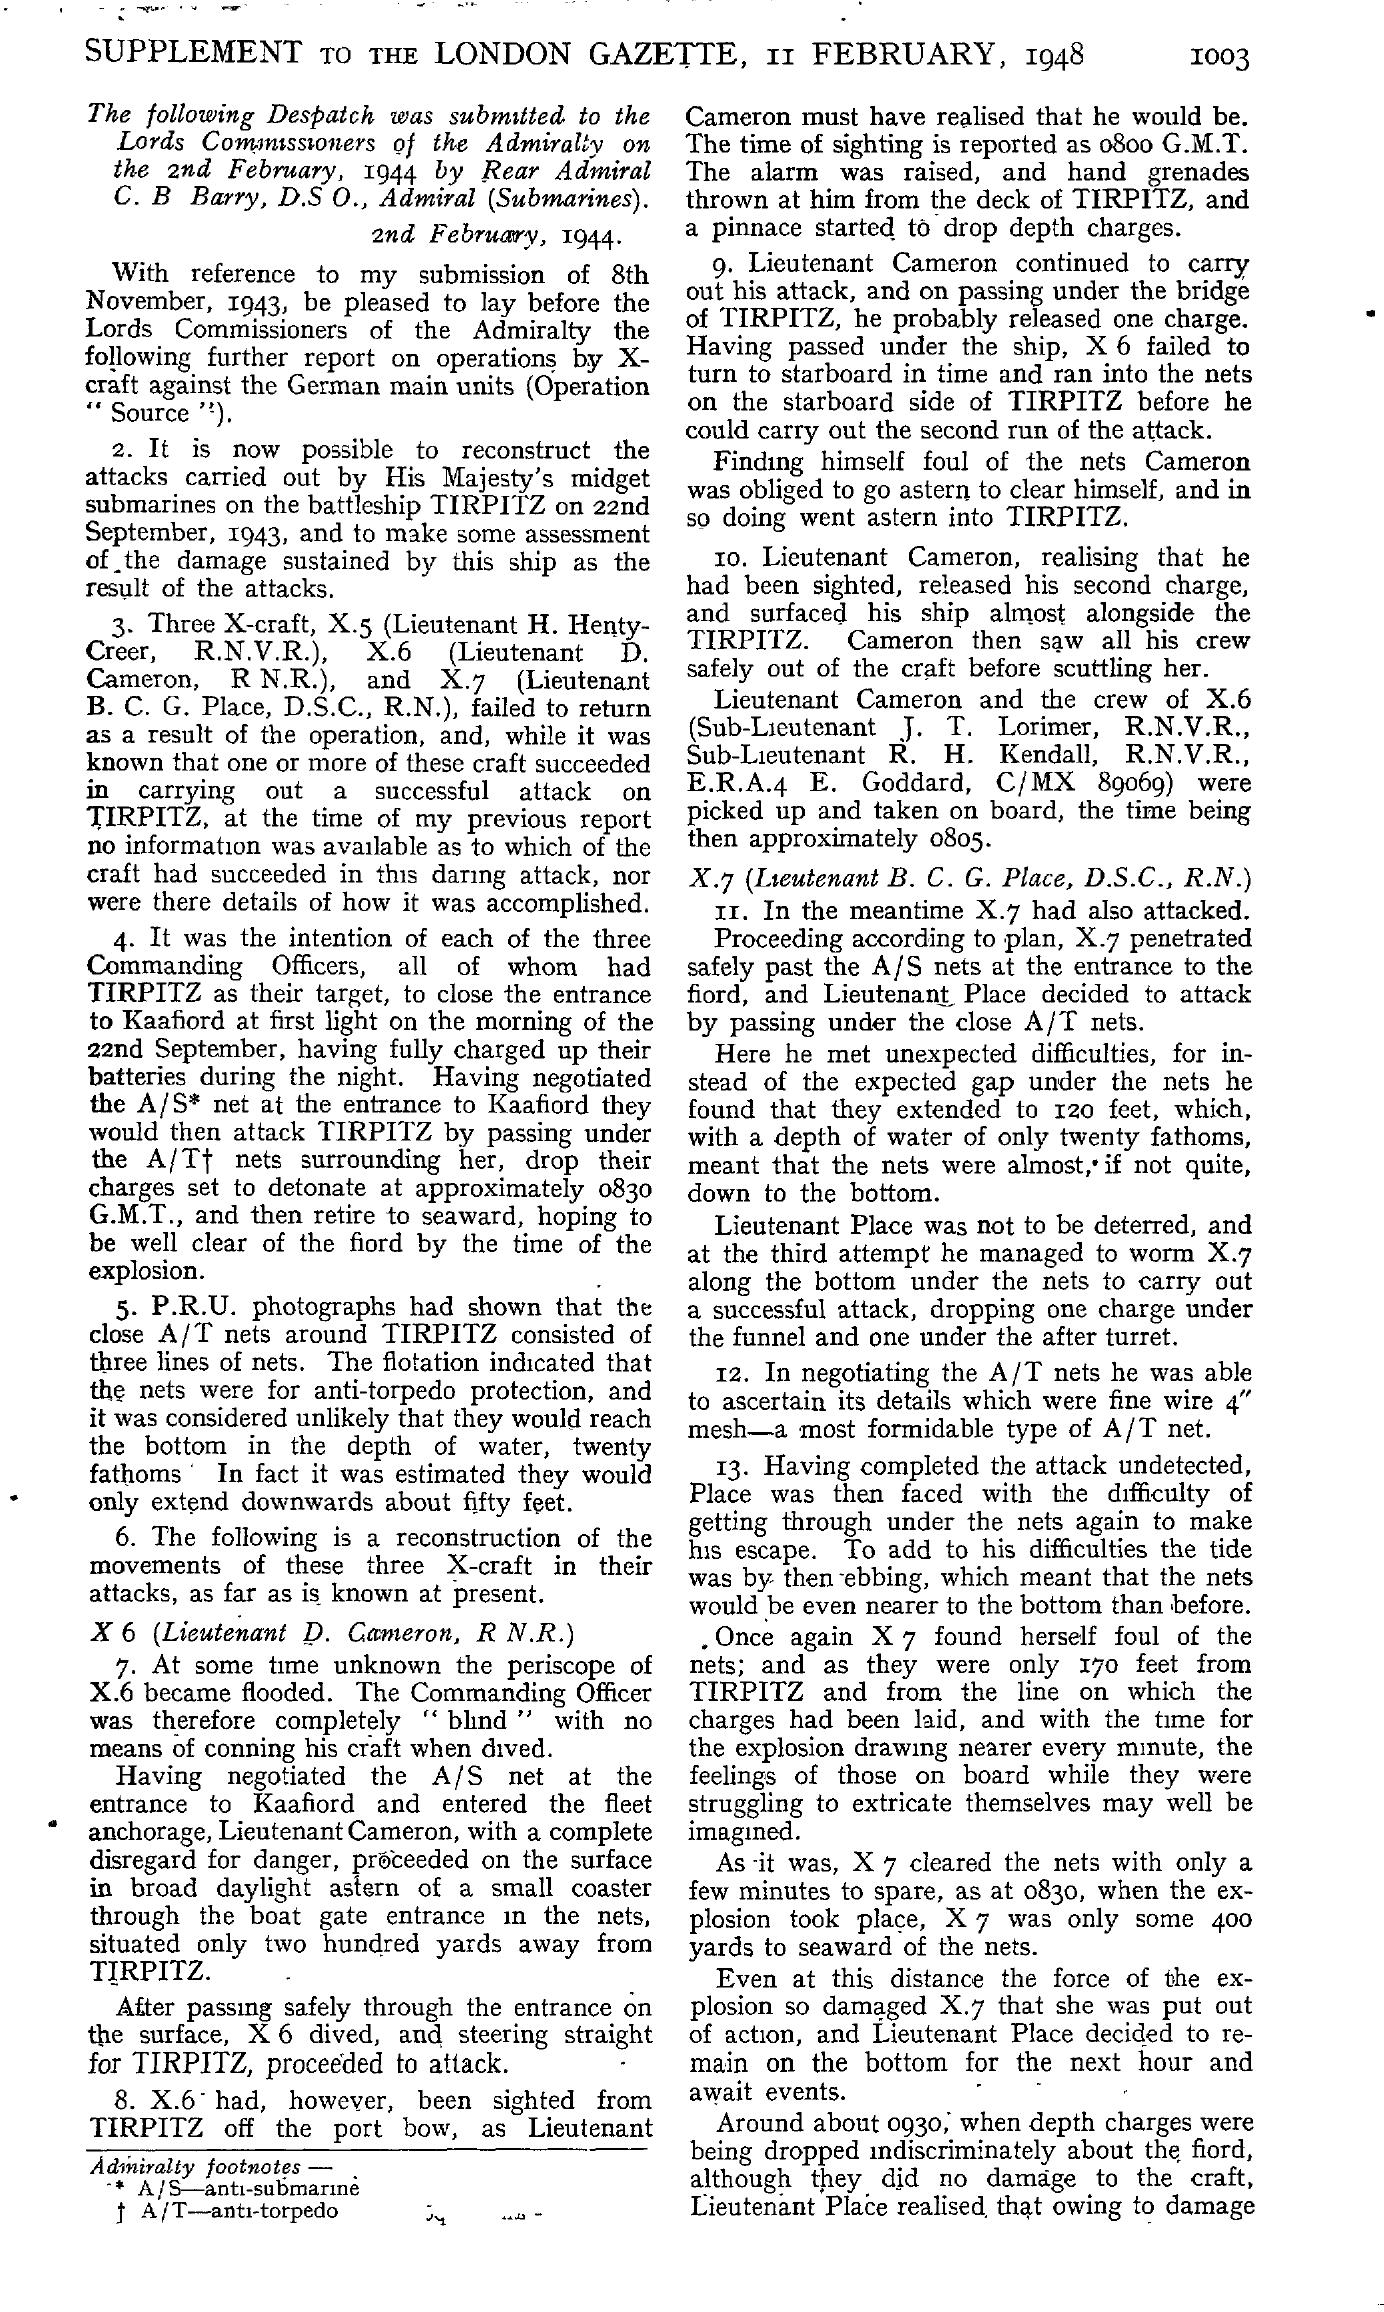 SUPPLEMENT TO THE LONDON GAZETTE, 11 FEBRUARY, 1948 1003
The following Despatch was submitted to the
Lords Commissioners of the Admiralty on
the 2nd February, 1944 by Rear Admiral
C. B Barry, D.S O., Admiral (Submarines).
2nd February, 1944.
With reference to my submission of 8th
November, 1943, be pleased to lay before the
Lords Commissioners of the Admiralty the
following further report on operations by X-
craft against the German main units (Operation
" Source ").
2. It is now possible to reconstruct the
attacks carried out by His Majesty's midget
submarines on the battleship TIRPITZ on 22nd
September, 1943, and to make some assessment
of the damage sustained by this ship as the
result of the attacks.
3. Three X-craft, X.5 (Lieutenant H. Henty-
Creer, R.N.V.R.), X.6 (Lieutenant D.
Cameron, R N.R.), and X.7 (Lieutenant
B. C. G. Place, D.S.C., R.N.), failed to return
as a result of the operation, and, while it was
known that one or more of these craft succeeded
in carrying out a successful attack on
TIRPITZ, at the time of my previous report
no information was available as to which of the
craft had succeeded in this daring attack, nor
were there details of how it was accomplished.
4. It was the intention of each of the three
Commanding Officers, all of whom had
TIRPITZ as their target, to close the entrance
to Kaafiord at first light on the morning of the
22nd September, having fully charged up their
batteries during the night. Having negotiated
the A/S* net at the entrance to Kaafiord they
would then attack TIRPITZ by passing under
the A/T† nets surrounding her, drop their
charges set to detonate at approximately 0830
G.M.T., and then retire to seaward, hoping to
be well clear of the fiord by the time of the
explosion.
5. P.R.U. photographs had shown that the
close A/T nets around TIRPITZ consisted of
three lines of nets. The flotation indicated that
the nets were for anti-torpedo protection, and
it was considered unlikely that they would reach
the bottom in the depth of water, twenty
fathoms In fact it was estimated they would
only extend downwards about fifty feet.
6. The following is a reconstruction of the
movements of these three X-craft in their
attacks, as far as is known at present.
X 6 (Lieutenant D. Cameron, R N.R.)
7. At some time unknown the periscope of
X.6 became flooded. The Commanding Officer
was therefore completely " blind " with no
means of conning his craft when dived.
Having negotiated the A/S net at the
entrance to Kaafiord and entered the fleet
anchorage, Lieutenant Cameron, with a complete
disregard for danger, proceeded on the surface
in broad daylight astern of a small coaster
through the boat gate entrance in the nets,
situated only two hundred yards away from
TIRPITZ.
After passing safely through the entrance on
the surface, X 6 dived, and steering straight
for TIRPITZ, proceeded to attack.
8. X.6 had, however, been sighted from
TIRPITZ off the port bow, as Lieutenant
Admiralty footnotes —
* A/S—anti-submarine
† A/T—anti-torpedo
Cameron must have realised that he would be.
The time of sighting is reported as 0800 G.M.T.
The alarm was raised, and hand grenades
thrown at him from the deck of TIRPITZ, and
a pinnace started to drop depth charges.
9. Lieutenant Cameron continued to carry
out his attack, and on passing under the bridge
of TIRPITZ, he probably released one charge.
Having passed under the ship, X 6 failed to
turn to starboard in time and ran into the nets
on the starboard side of TIRPITZ before he
could carry out the second run of the attack.
Finding himself foul of the nets Cameron
was obliged to go astern to clear himself, and in
so doing went astern into TIRPITZ.
10. Lieutenant Cameron, realising that he
had been sighted, released his second charge,
and surfaced his ship almost alongside the
TIRPITZ. Cameron then saw all his crew
safely out of the craft before scuttling her.
Lieutenant Cameron and the crew of X.6
(Sub-Lieutenant J. T. Lorimer, R.N.V.R.,
Sub-Lieutenant R. H. Kendall, R.N.V.R.,
E.R.A.4 E. Goddard, C/MX 89069) were
picked up and taken on board, the time being
then approximately 0805.
X.7 (Lieutenant B. C. G. Place, D.S.C., R.N.)
11. In the meantime X.7 had also attacked.
Proceeding according to plan, X.7 penetrated
safely past the A/S nets at the entrance to the
fiord, and Lieutenant Place decided to attack
by passing under the close A/T nets.
Here he met unexpected difficulties, for in-
stead of the expected gap under the nets he
found that they extended to 120 feet, which,
with a depth of water of only twenty fathoms,
meant that the nets were almost, if not quite,
down to the bottom.
Lieutenant Place was not to be deterred, and
at the third attempt he managed to worm X.7
along the bottom under the nets to carry out
a successful attack, dropping one charge under
the funnel and one under the after turret.
12. In negotiating the A/T nets he was able
to ascertain its details which were fine wire 4″
mesh—a most formidable type of A/T net.
13. Having completed the attack undetected,
Place was then faced with the difficulty of
getting through under the nets again to make
his escape. To add to his difficulties the tide
was by then ebbing, which meant that the nets
would be even nearer to the bottom than before.
Once again X 7 found herself foul of the
nets; and as they were only 170 feet from
TIRPITZ and from the line on which the
charges had been laid, and with the time for
the explosion drawing nearer every minute, the
feelings of those on board while they were
struggling to extricate themselves may well be
imagined.
As it was, X 7 cleared the nets with only a
few minutes to spare, as at 0830, when the ex-
plosion took place, X 7 was only some 400
yards to seaward of the nets.
Even at this distance the force of the ex-
plosion so damaged X.7 that she was put out
of action, and Lieutenant Place decided to re-
main on the bottom for the next hour and
await events.
Around about 0930, when depth charges were
being dropped indiscriminately about the fiord,
although they did no damage to the craft,
Lieutenant Place realised that owing to damage